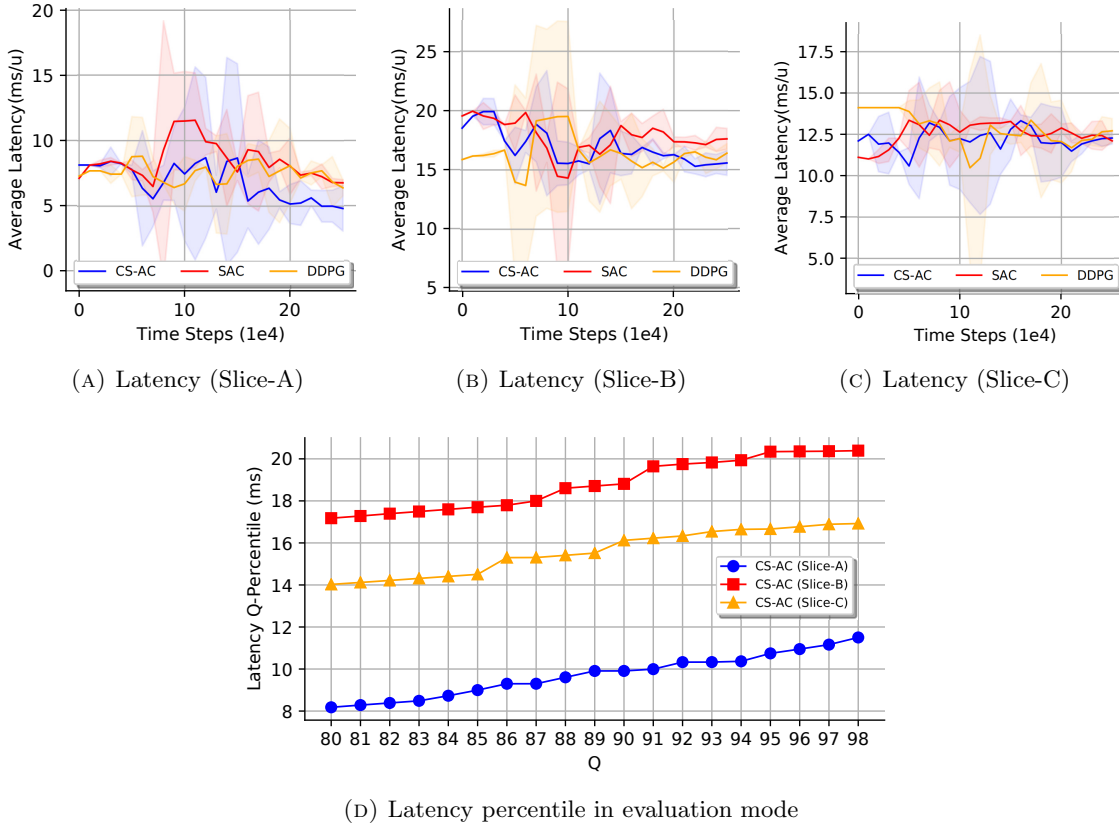 20
15
10
5
0
Average Latency(ms/u)
CS-AC SAC DDPG
0 10 20
Time Steps (1e4)
(A) Latency (Slice-A)
25
20
15
10
5
Average Latency(ms/u)
CS-AC SAC DDPG
0 10 20
Time Steps (1e4)
(B) Latency (Slice-B)
17.5
15.0
12.5
10.0
7.5
5.0
Average Latency(ms/u)
CS-AC SAC DDPG
0 10 20
Time Steps (1e4)
(C) Latency (Slice-C)
20
18
16
14
12
10
8
Latency Q-Percentile (ms)
CS-AC (Slice-A)
CS-AC (Slice-B)
CS-AC (Slice-C)
80 81 82 83 84 85 86 87 88 89 90 91 92 93 94 95 96 97 98
Q
(D) Latency percentile in evaluation mode